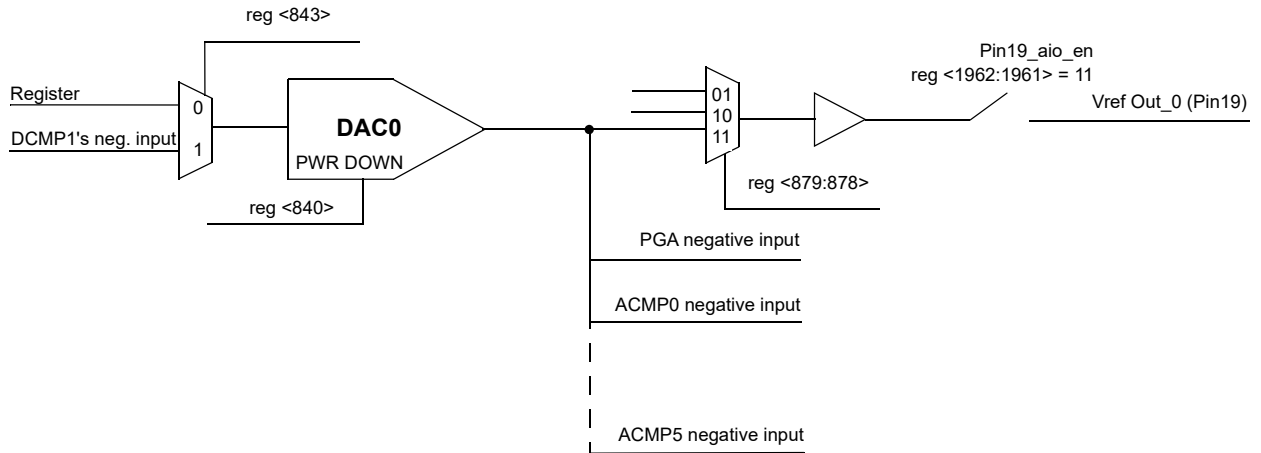 reg <843>
Pin19_aio_en
reg <1962:1961> = 11
Register
0
01
Vref Out_0 (Pin19)
10
DAC0
DCMP1's neg. input
1
11
PWR DOWN
reg <879:878>
reg <840>
PGA negative input
ACMP0 negative input
ACMP5 negative input